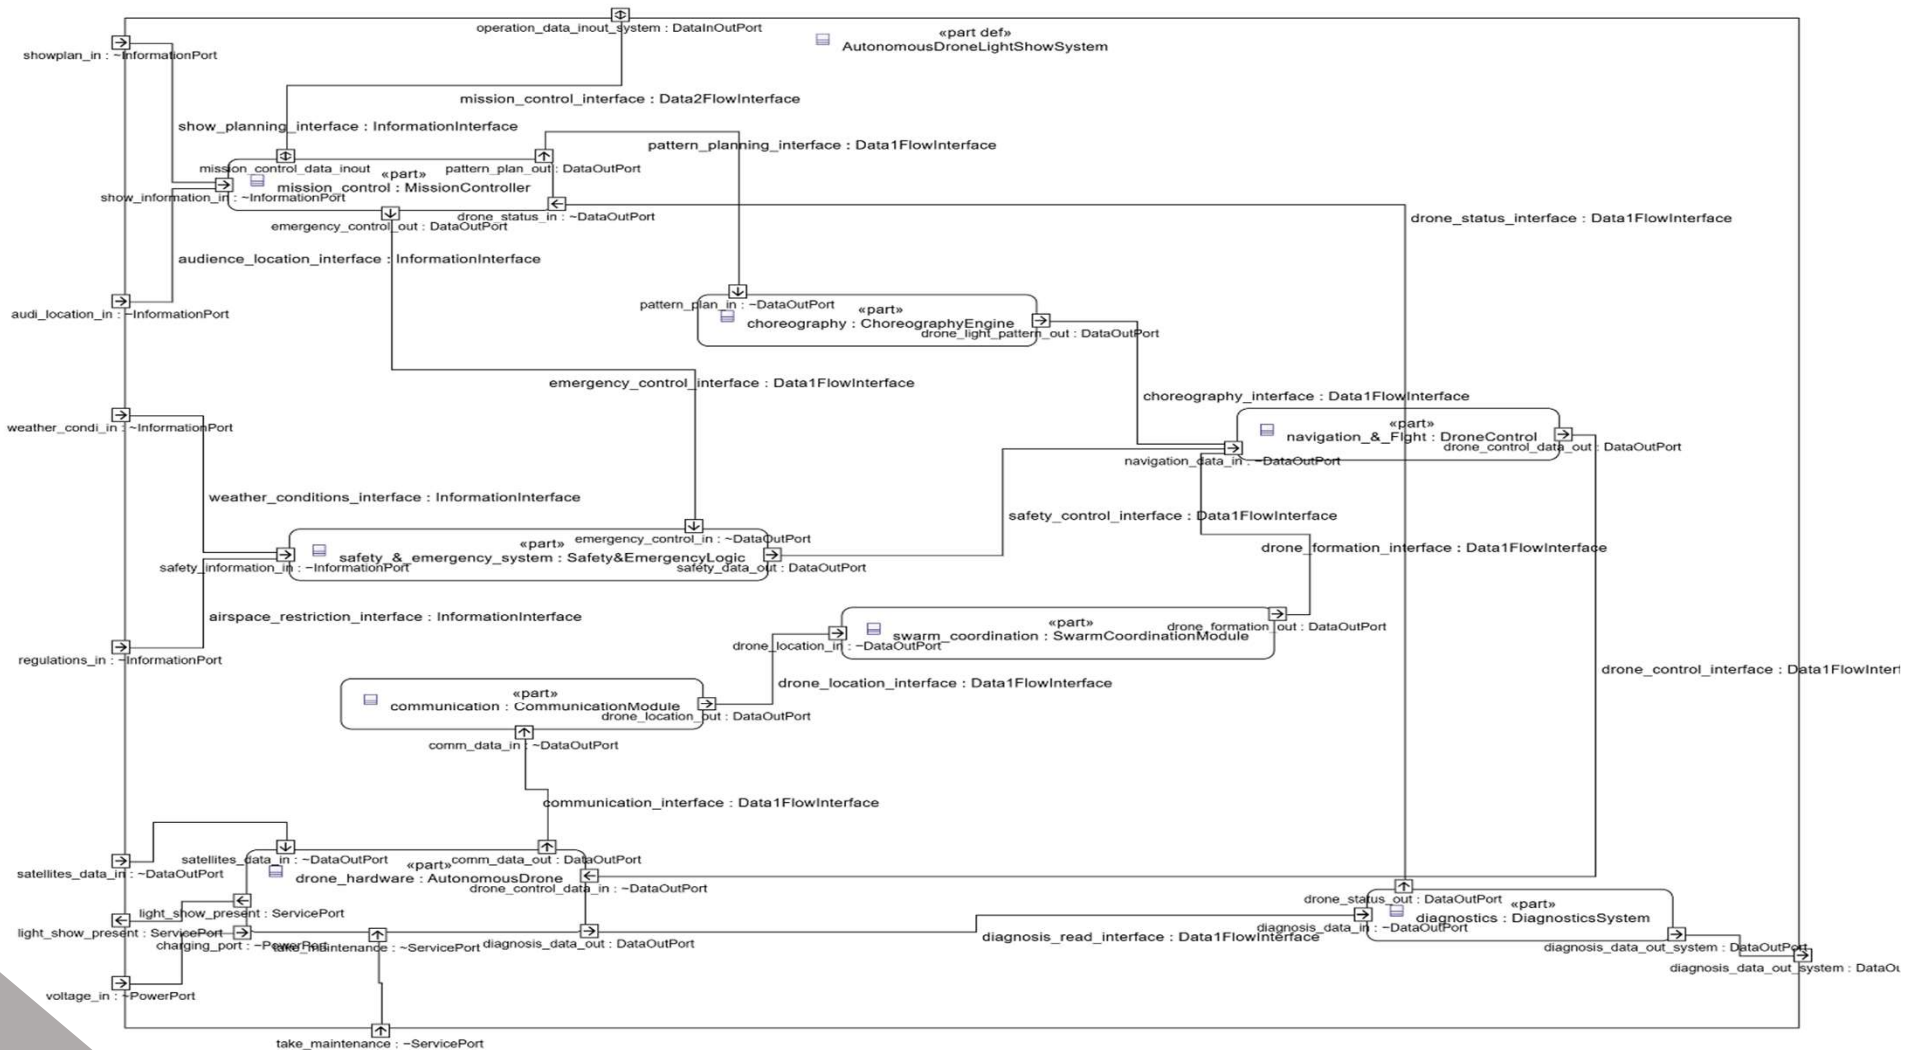 operation_data_inout_system : DataInOutPort
«part def»
AutonomousDroneLightShowSystem
showplan_in : ~InformationPort
mission_control_interface : Data2FlowInterface
show_planning_interface : InformationInterface
pattern_planning_interface : Data1FlowInterface
mission_control_data_inout
pattern_plan_out : DataOutPort
«part»
mission_control : MissionController
show_information_in : ~InformationPort
drone_status_in : ~DataOutPort
drone_status_interface : Data1FlowInterface
emergency_control_out : DataOutPort
audience_location_interface : InformationInterface
audi_location_in : ~InformationPort
pattern_plan_in : ~DataOutPort
«part»
choreography : ChoreographyEngine
drone_light_pattern_out : DataOutPort
emergency_control_interface : Data1FlowInterface
choreography_interface : Data1FlowInterface
weather_condi_in : ~InformationPort
«part»
navigation_&_Flght : DroneControl
drone_control_data_out : DataOutPort
navigation_data_in : ~DataOutPort
weather_conditions_interface : InformationInterface
safety_control_interface : Data1FlowInterface
emergency_control_in : ~DataOutPort
«part»
safety_&_emergency_system : Safety&EmergencyLogic
safety_information_in : ~InformationPort
safety_data_out : DataOutPort
drone_formation_interface : Data1FlowInterface
airspace_restriction_interface : InformationInterface
«part»
swarm_coordination : SwarmCoordinationModule
drone_formation_out : DataOutPort
drone_location_in : ~DataOutPort
regulations_in : ~InformationPort
drone_control_interface : Data1FlowInterf
drone_location_interface : Data1FlowInterface
«part»
communication : CommunicationModule
drone_location_out : DataOutPort
comm_data_in : ~DataOutPort
communication_interface : Data1FlowInterface
satellites_data_in : ~DataOutPort
satellites_data_in : ~DataOutPort
«part»
comm_data_out : DataOutPort
drone_hardware : AutonomousDrone
drone_control_data_in : ~DataOutPort
light_show_present : ServicePort
light_show_present : ServicePort
charging_port : ~PowerPort
take_maintenance : ~ServicePort
diagnosis_data_out : DataOutPort
diagnosis_read_interface : Data1FlowInterface
drone_status_out : DataOutPort
«part»
diagnostics : DiagnosticsSystem
diagnosis_data_in : ~DataOutPort
diagnosis_data_out_system : DataOutPort
diagnosis_data_out_system : DataOu
voltage_in : ~PowerPort
take_maintenance : ~ServicePort